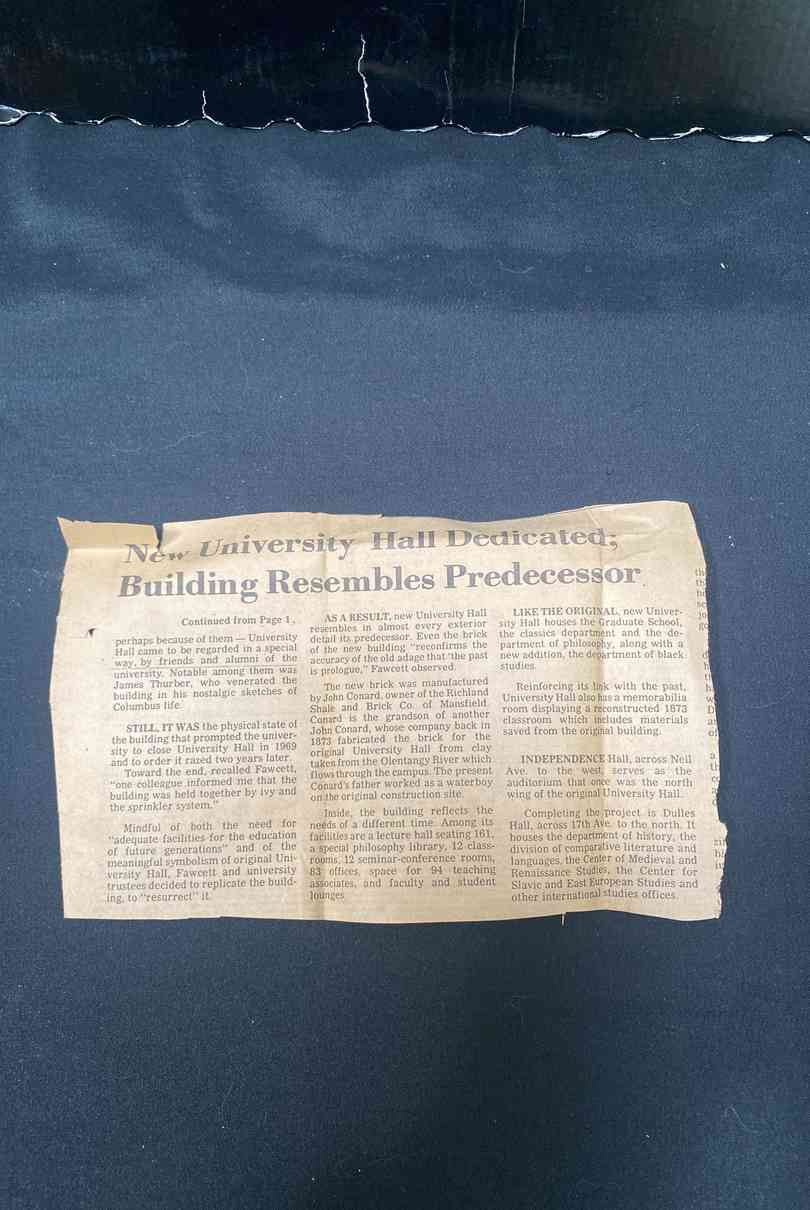 New University Hall Dedicated;
Building Resembles Predecessor
Continued from Page 1.
perhaps because of them — University
Hall came to be regarded in a special
way, by friends and alumni of the
university. Notable among them was
James Thurber, who venerated the
building in his nostalgic sketches of
Columbus life.
STILL, IT WAS the physical state of
the building that prompted the univer-
sity to close University Hall in 1969
and to order it razed two years later.
Toward the end, recalled Fawcett,
"one colleague informed me that the
building was held together by ivy and
the sprinkler system."
Mindful of both the need for
"adequate facilities for the education
of future generations" and of the
meaningful symbolism of original Uni-
versity Hall, Fawcett and university
trustees decided to replicate the build-
ing, to "resurrect" it.
AS A RESULT, new University Hall
resembles in almost every exterior
detail its predecessor. Even the brick
of the new building "reconfirms the
accuracy of the old adage that 'the past
is prologue,'" Fawcett observed.
The new brick was manufactured
by John Conard, owner of the Richland
Shale and Brick Co. of Mansfield.
Conard is the grandson of another
John Conard, whose company back in
1873 fabricated the brick for the
original University Hall from clay
taken from the Olentangy River which
flows through the campus. The present
Conard's father worked as a waterboy
on the original construction site.
Inside, the building reflects the
needs of a different time. Among its
facilities are a lecture hall seating 161,
a special philosophy library, 12 class-
rooms, 12 seminar-conference rooms,
83 offices, space for 94 teaching
associates, and faculty and student
lounges.
LIKE THE ORIGINAL, new Univer-
sity Hall houses the Graduate School,
the classics department and the de-
partment of philosophy, along with a
new addition, the department of black
studies.
Reinforcing its link with the past,
University Hall also has a memorabilia
room displaying a reconstructed 1873
classroom which includes materials
saved from the original building.
INDEPENDENCE Hall, across Neil
Ave. to the west, serves as the
auditorium that once was the north
wing of the original University Hall.
Completing the project is Dulles
Hall, across 17th Ave. to the north. It
houses the department of history, the
division of comparative literature and
languages, the Center of Medieval and
Renaissance Studies, the Center for
Slavic and East European Studies and
other international studies offices.